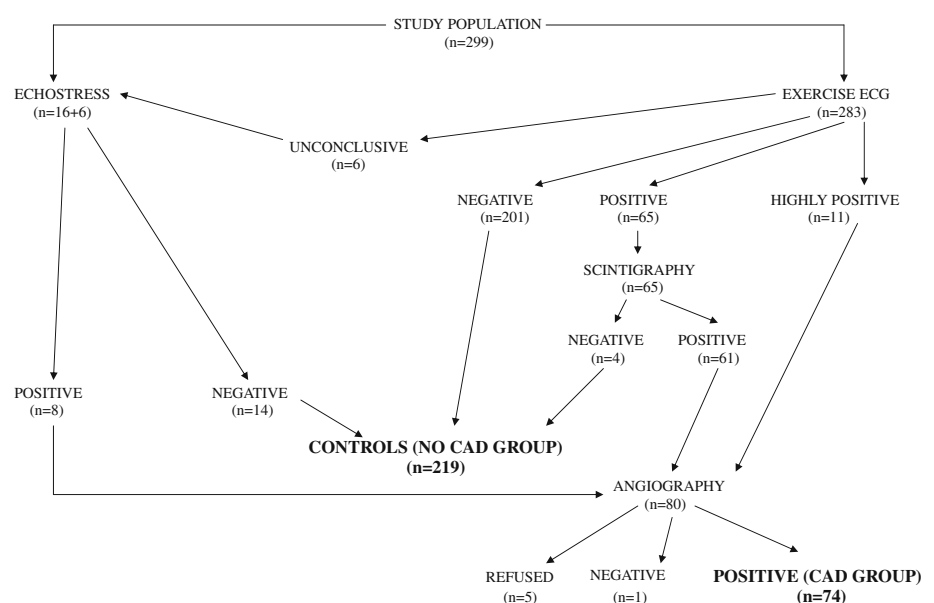 STUDY POPULATION
(n=299)
ECHOSTRESS
(n=16+6)
EXERCISE ECG
(n=283)
UNCONCLUSIVE
(n=6)
NEGATIVE
(n=201)
POSITIVE
(n=65)
HIGHLY POSITIVE
(n=11)
SCINTIGRAPHY
(n=65)
NEGATIVE
(n=4)
POSITIVE
(n=61)
POSITIVE
(n=8)
NEGATIVE
(n=14)
CONTROLS (NO CAD GROUP)
(n=219)
ANGIOGRAPHY
(n=80)
REFUSED
(n=5)
NEGATIVE
(n=1)
POSITIVE (CAD GROUP)
(n=74)